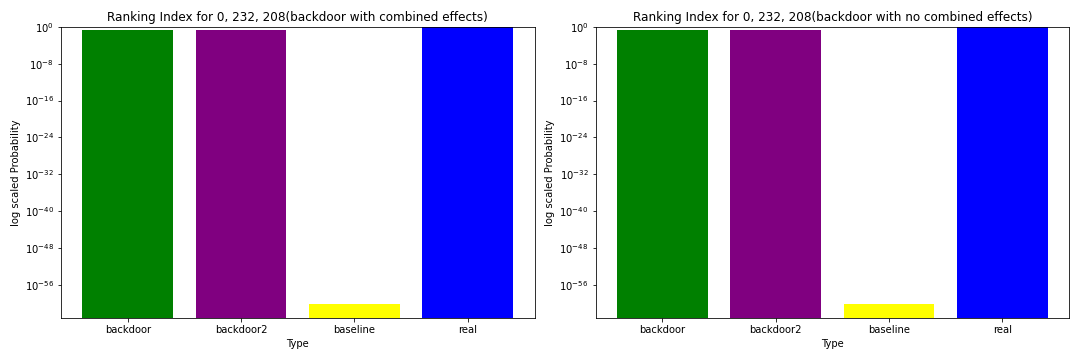 Ranking Index for 0, 232, 208(backdoor with combined effects)
log scaled Probability
10^0
10^-8
10^-16
10^-24
10^-32
10^-40
10^-48
10^-56
backdoor backdoor2 baseline real
Type
Ranking Index for 0, 232, 208(backdoor with no combined effects)
log scaled Probability
10^0
10^-8
10^-16
10^-24
10^-32
10^-40
10^-48
10^-56
backdoor backdoor2 baseline real
Type